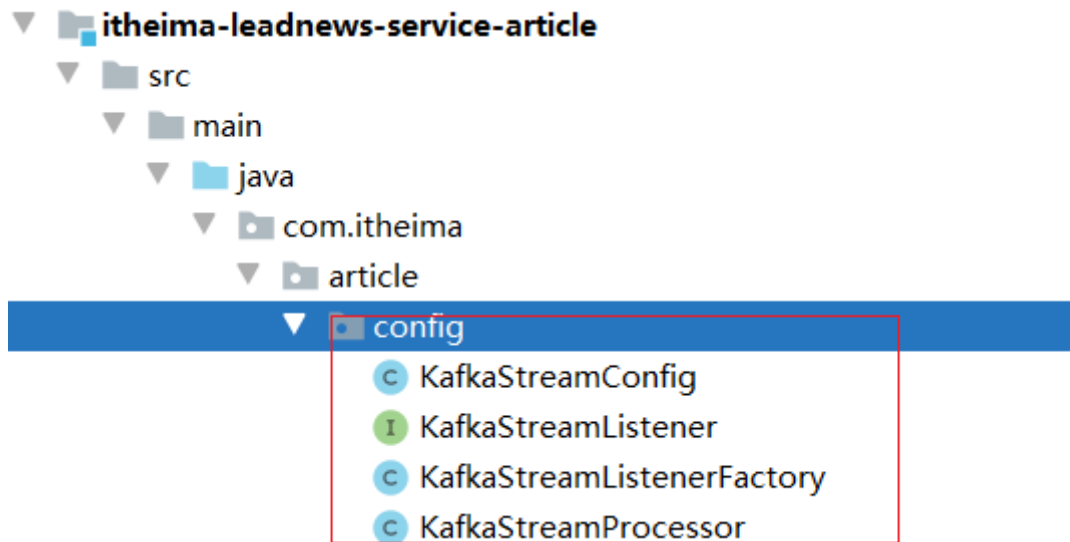 itheima-leadnews-service-article
src
main
java
com.itheima
article
config
C KafkaStreamConfig
I KafkaStreamListener
C KafkaStreamListenerFactory
C KafkaStreamProcessor